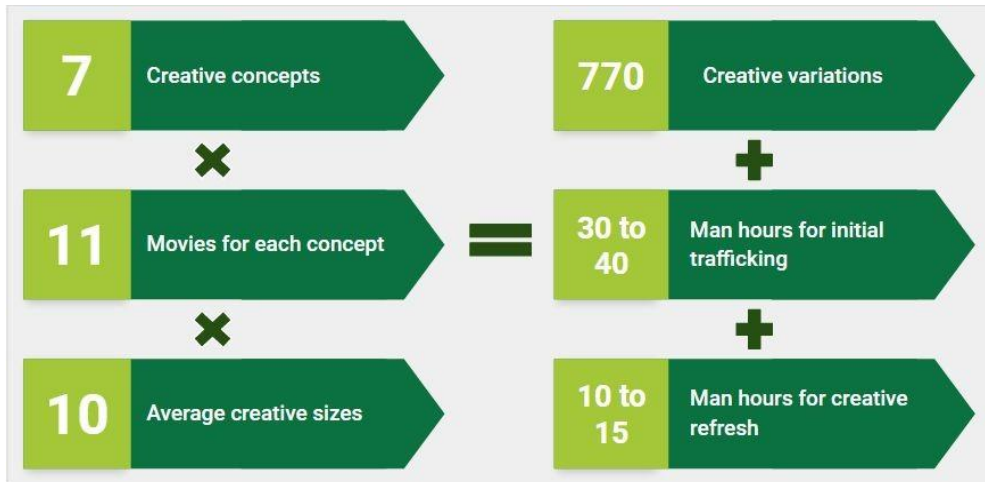 7
Creative concepts
×
11
Movies for each concept
×
10
Average creative sizes
=
770
Creative variations
+
30 to
40
Man hours for initial
trafficking
+
10 to
15
Man hours for creative
refresh